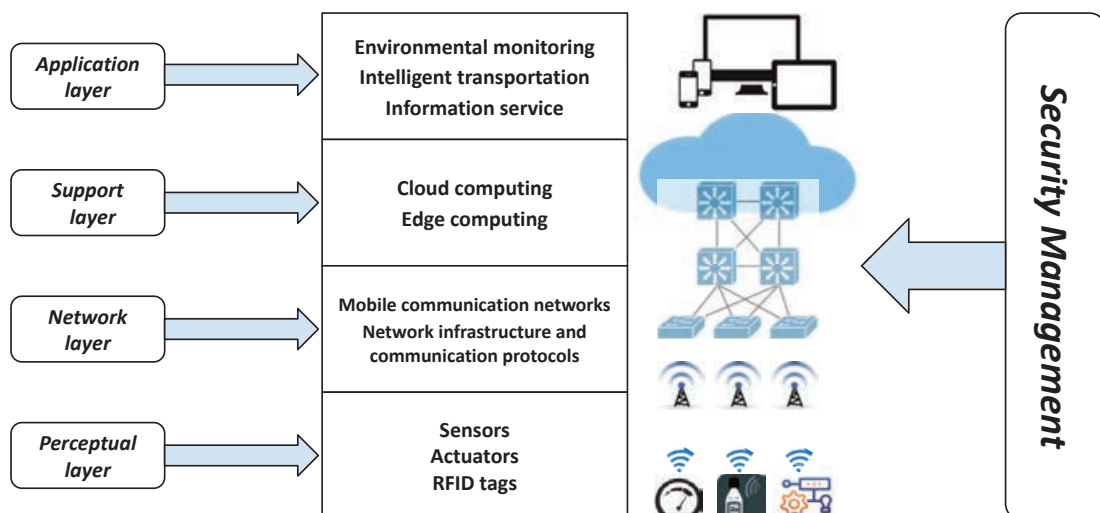 Application
layer
Environmental monitoring
Intelligent transportation
Information service
Support
layer
Cloud computing
Edge computing
Network
layer
Mobile communication networks
Network infrastructure and
communication protocols
Perceptual
layer
Sensors
Actuators
RFID tags
Security Management